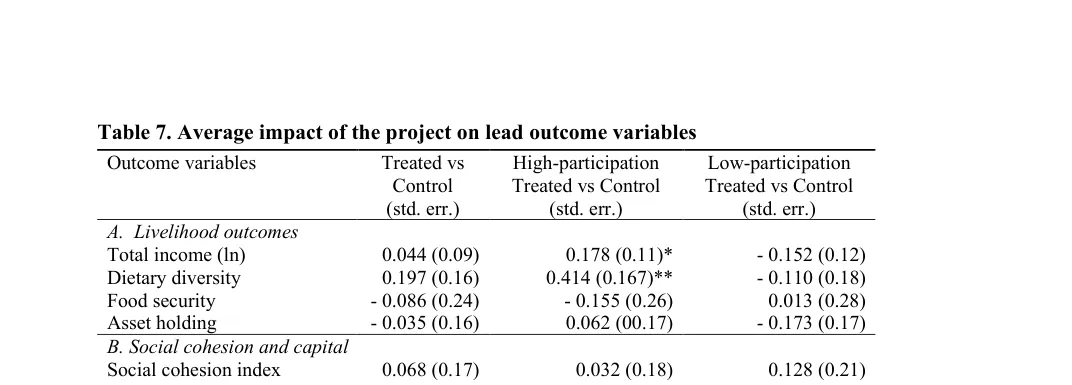 Table 7. Average impact of the project on lead outcome variables
Outcome variables Treated vs High-participation Low-participation
Control Treated vs Control Treated vs Control
(std. err.) (std. err.) (std. err.)
A. Livelihood outcomes
Total income (ln) 0.044 (0.09) 0.178 (0.11)* - 0.152 (0.12)
Dietary diversity 0.197 (0.16) 0.414 (0.167)** - 0.110 (0.18)
Food security - 0.086 (0.24) - 0.155 (0.26) 0.013 (0.28)
Asset holding - 0.035 (0.16) 0.062 (00.17) - 0.173 (0.17)
B. Social cohesion and capital
Social cohesion index 0.068 (0.17) 0.032 (0.18) 0.128 (0.21)